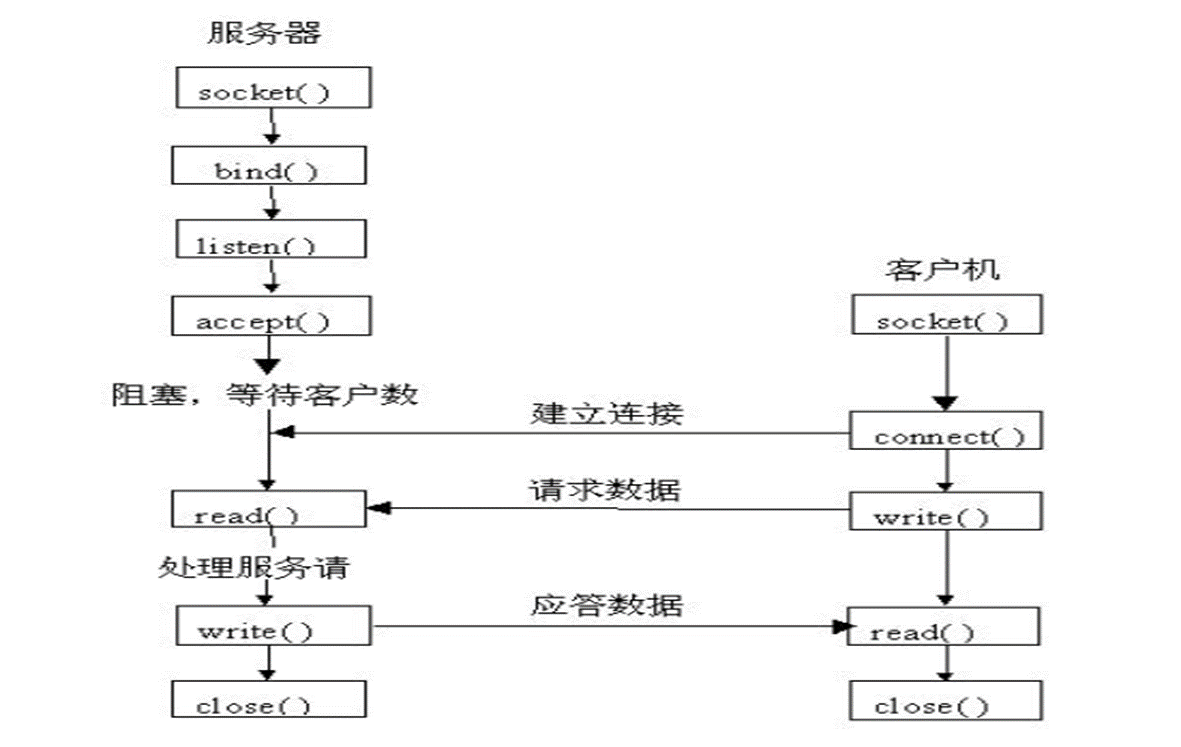 服务器
socket()
bind()
listen()
accept()
阻塞，等待客户数
read()
处理服务请
write()
close()
建立连接
请求数据
应答数据
客户机
socket()
connect()
write()
read()
close()